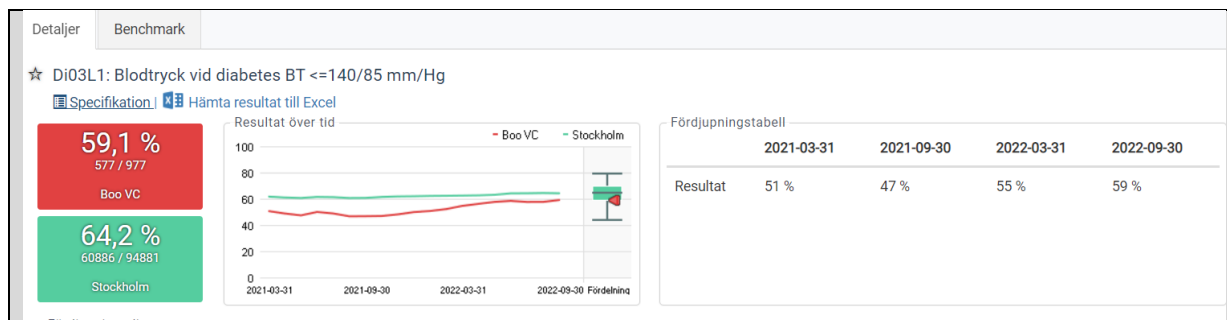 Detaljer
Benchmark
☆ Di03L1: Blodtryck vid diabetes BT <=140/85 mm/Hg
Specifikation | Hämta resultat till Excel
59,1 %
577 / 977
Boo VC
64,2 %
60886 / 94881
Stockholm
Resultat över tid
Boo VC
Stockholm
100
80
60
40
20
0
2021-03-31 2021-09-30 2022-03-31 2022-09-30 Fördelning
Fördjupningstabell
2021-03-31 2021-09-30 2022-03-31 2022-09-30
Resultat 51 % 47 % 55 % 59 %